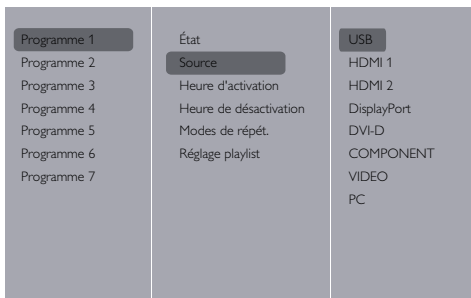 Programme 1
Programme 2
Programme 3
Programme 4
Programme 5
Programme 6
Programme 7
État
Source
Heure d'activation
Heure de désactivation
Modes de répét.
Réglage playlist
USB
HDMI 1
HDMI 2
DisplayPort
DVI-D
COMPONENT
VIDEO
PC